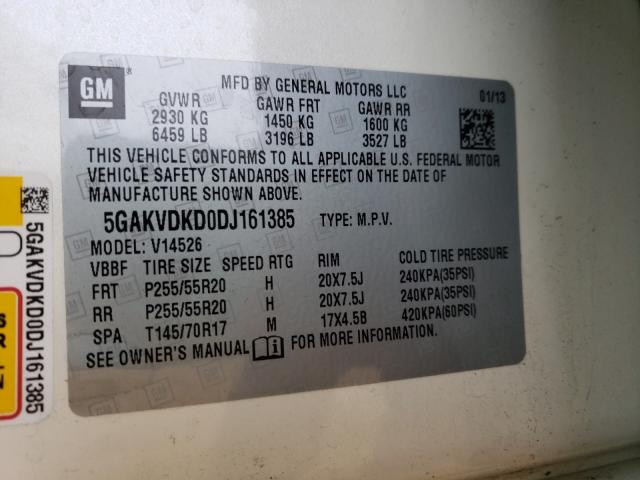 GM
MFD BY GENERAL MOTORS LLC
01/13
GVWR GAWR FRT GAWR RR
2930 KG 1450 KG 1600 KG
6459 LB 3196 LB 3527 LB
THIS VEHICLE CONFORMS TO ALL APPLICABLE U.S. FEDERAL MOTOR
VEHICLE SAFETY STANDARDS IN EFFECT ON THE DATE OF
MANUFACTURE SHOWN ABOVE.
5GAKVDKD0DJ161385 TYPE: M.P.V.
MODEL: V14526
VBBF TIRE SIZE SPEED RTG RIM COLD TIRE PRESSURE
FRT P255/55R20 H 20X7.5J 240KPA(35PSI)
RR P255/55R20 H 20X7.5J 240KPA(35PSI)
SPA T145/70R17 M 17X4.5B 420KPA(60PSI)
SEE OWNER'S MANUAL FOR MORE INFORMATION.
5GAKVDKD0DJ161385